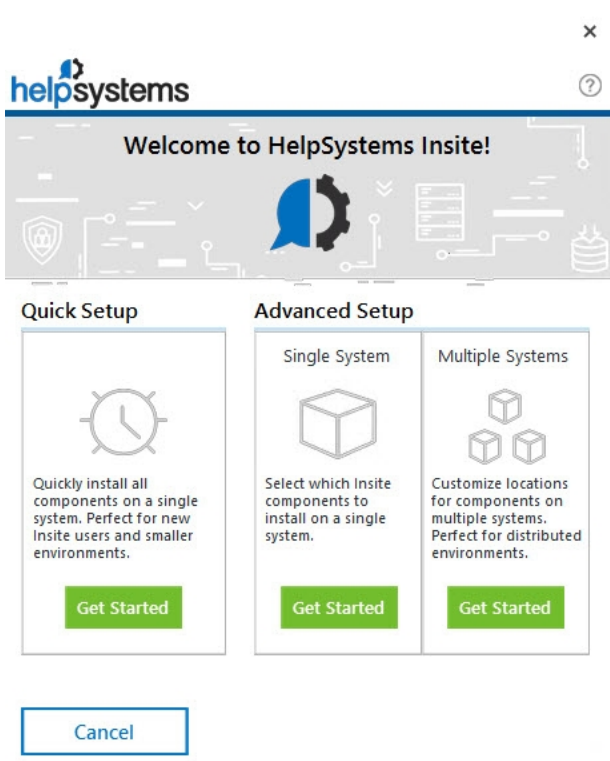 helpsystems
Welcome to HelpSystems Insite!
Quick Setup
Quickly install all
components on a single
system. Perfect for new
Insite users and smaller
environments.
Get Started
Advanced Setup
Single System
Select which Insite
components to
install on a single
system.
Get Started
Multiple Systems
Customize locations
for components on
multiple systems.
Perfect for distributed
environments.
Get Started
Cancel